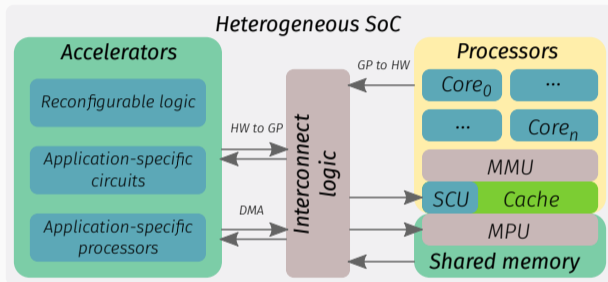 Heterogeneous SoC
Accelerators
Reconfigurable logic
Application-specific
circuits
Application-specific
processors
HW to GP
DMA
Interconnect
logic
GP to HW
Processors
Core0
...
...
Coren
MMU
SCU
Cache
MPU
Shared memory